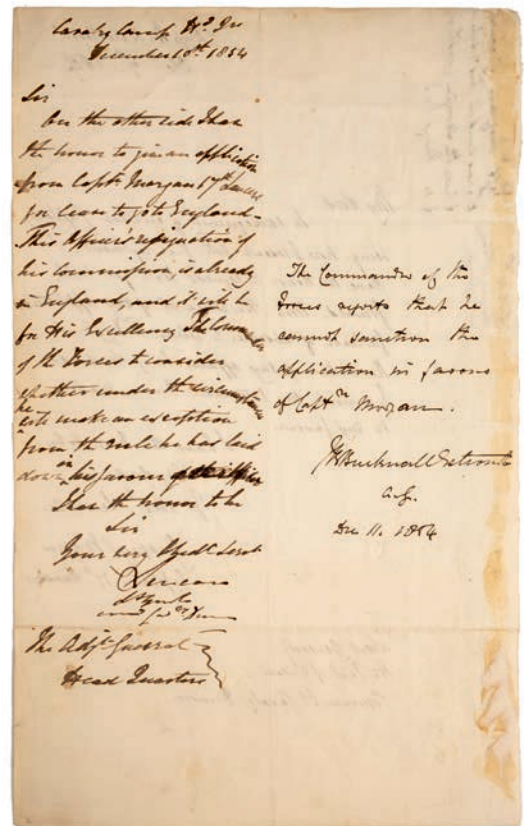 Cavalry Camp Hd Qrs
December 10th 1854
Sir
On the other side I have
the honor to give an application
from Captn Morgan 17th Lancers
for leave to go to England -
This Officer's resignation of
his commission, is already
in England, and it will be
for His Excellency The Comr
of the Forces to consider
whether under the circumstances
he will make an exception
from the rule he has laid
down in his favour
I have the honor to be
Sir
Your very Obedt Servt
Lucan
Lt Genl
The Adjt General
Head Quarters
The Commander of the
Forces regrets that he
cannot sanction the
application in favour
of Captn Morgan.
J Bucknall Estcourt
A.G.
Dec 11. 1854